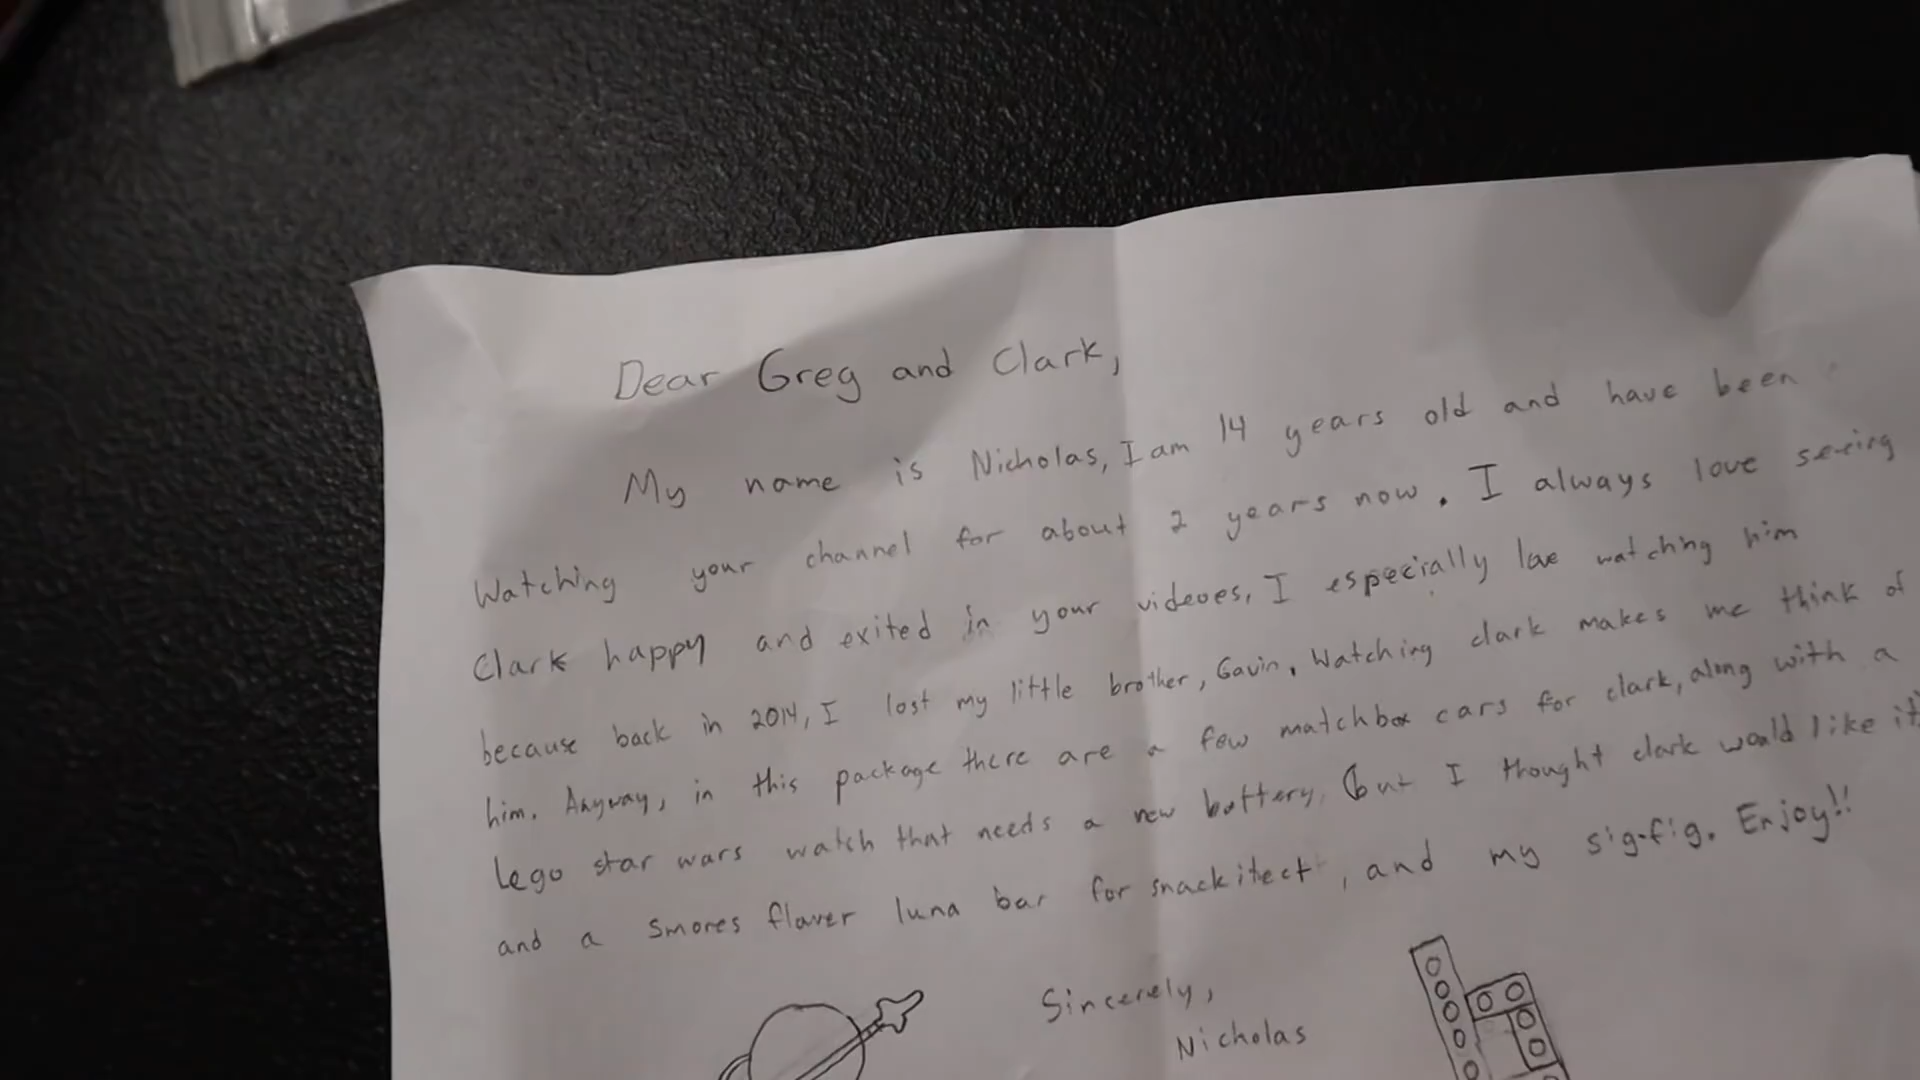 Dear Greg and Clark,
My name is Nicholas, I am 14 years old and have been
Watching your channel for about 2 years now. I always love seeing
Clark happy and exited in your videoes, I especially love watching him
because back in 2014, I lost my little brother, Gavin. Watching clark makes me think of
him. Anyway, in this package there are a few matchbox cars for clark, along with a
Lego star wars watch that needs a new battery, (but I thought clark would like it)
and a smores flaver luna bar for snackitect, and my sig-fig. Enjoy!!
Sincerely,
Nicholas